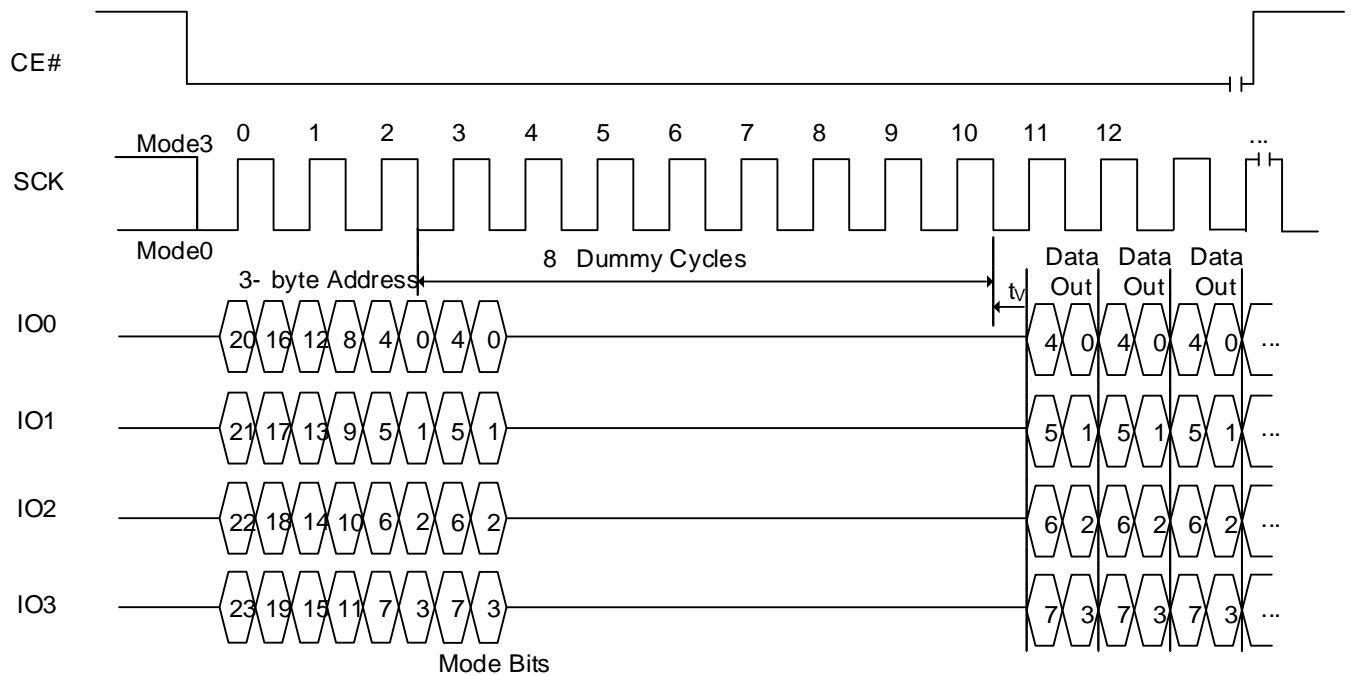 CE#
0 1 2 3 4 5 6 7 8 9 10 11 12 ...
Mode3
SCK
Mode0
8 Dummy Cycles
3- byte Address
Data Out Data Out Data Out
tV
IO0
20 16 12 8 4 0 4 0 4 0 4 0 4 0 ...
IO1
21 17 13 9 5 1 5 1 5 1 5 1 5 1 ...
IO2
22 18 14 10 6 2 6 2 6 2 6 2 6 2 ...
IO3
23 19 15 11 7 3 7 3 7 3 7 3 7 3 ...
Mode Bits